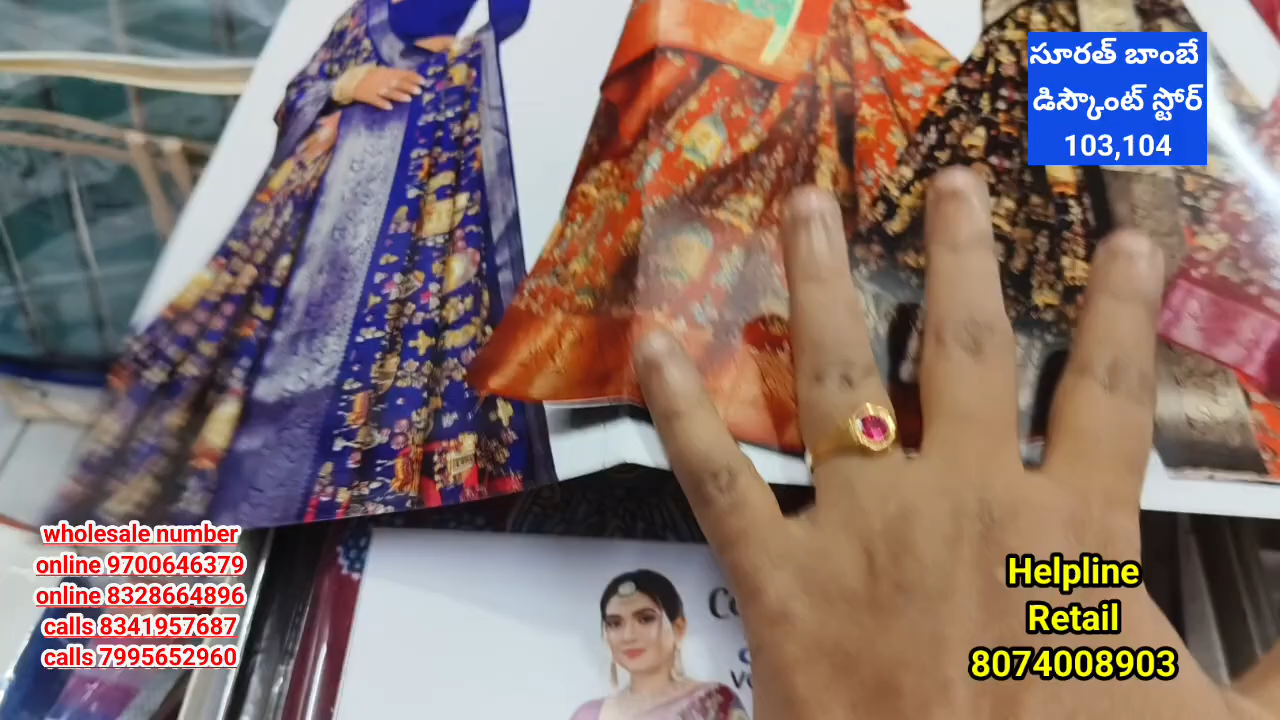 సూరత్ బాంబే
డిస్కౌంట్ స్టోర్
103,104
wholesale number
online 9700646379
online 8328664896
calls 8341957687
calls 7995652960
Helpline
Retail
8074008903